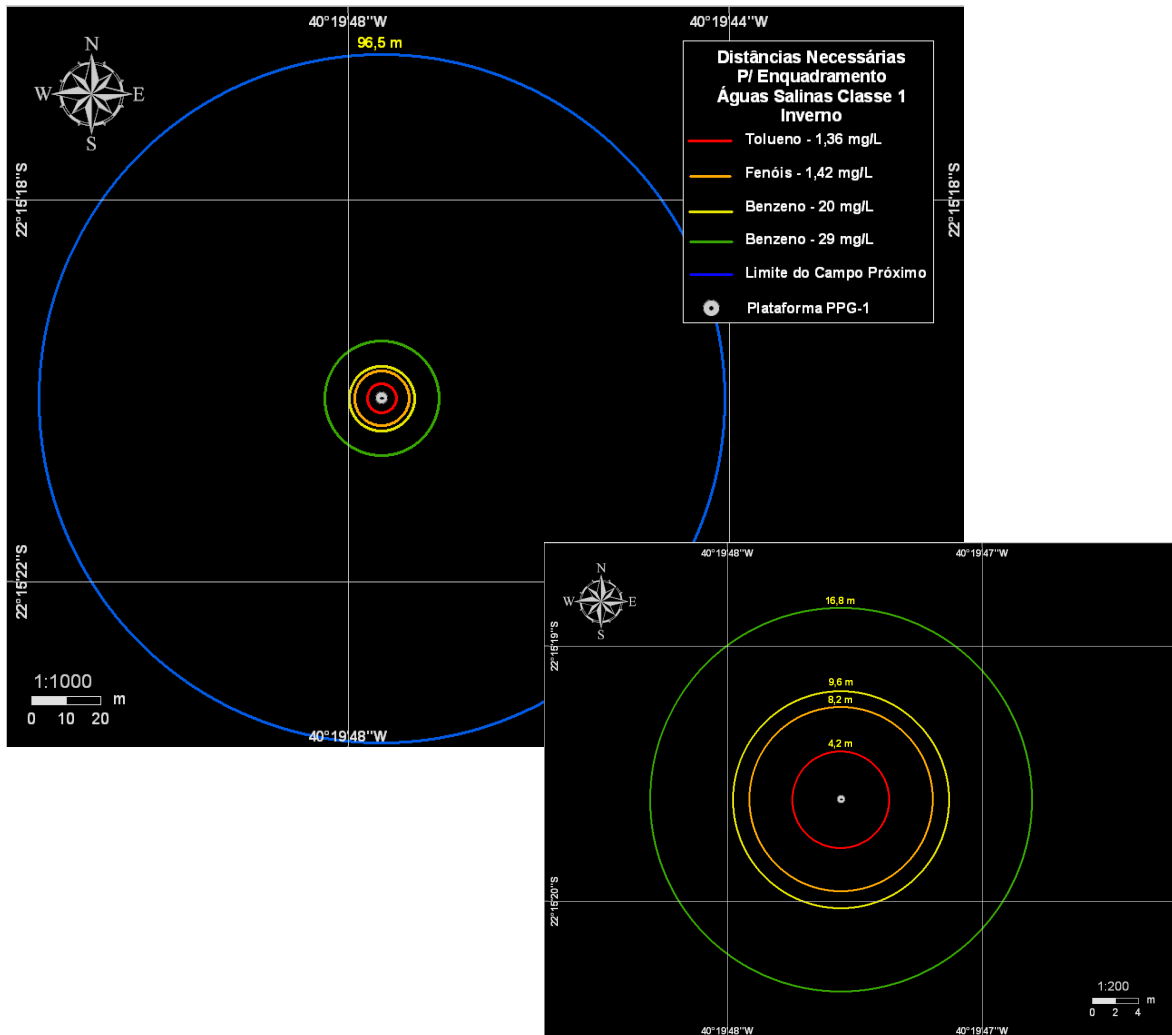 40°19'48"W
40°19'44"W
96,5 m
N
W
E
S
Distâncias Necessárias
P/ Enquadramento
Águas Salinas Classe 1
Inverno
Tolueno - 1,36 mg/L
Fenóis - 1,42 mg/L
Benzeno - 20 mg/L
Benzeno - 29 mg/L
Limite do Campo Próximo
Plataforma PPG-1
22°15'18"S
22°15'18"S
22°15'22"S
1:1000
m
0 10 20
40°19'48"W
40°19'48"W
40°19'47"W
N
W
E
S
16,8 m
22°15'19"S
9,6 m
8,2 m
4,2 m
22°15'20"S
1:200
m
0 2 4
40°19'48"W
40°19'47"W